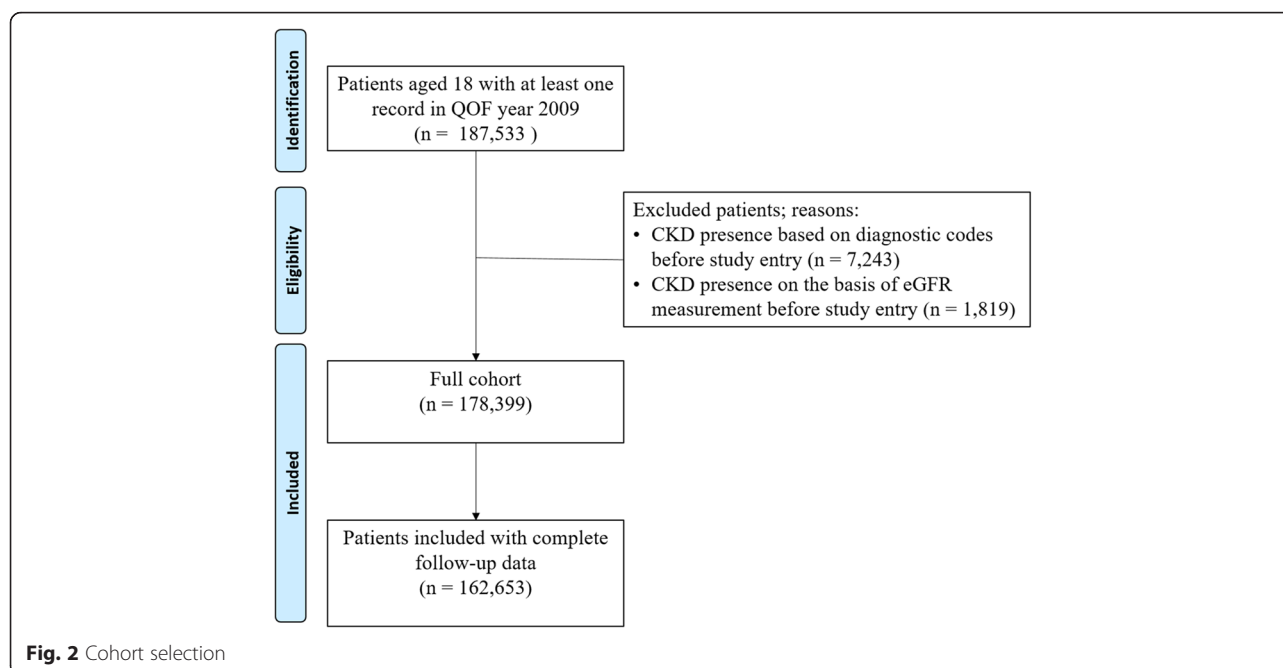 Identification
Patients aged 18 with at least one
record in QOF year 2009
(n = 187,533 )
Eligibility
Excluded patients; reasons:
• CKD presence based on diagnostic codes
before study entry (n = 7,243)
• CKD presence on the basis of eGFR
measurement before study entry (n = 1,819)
Included
Full cohort
(n = 178,399)
Patients included with complete
follow-up data
(n = 162,653)
Fig. 2 Cohort selection